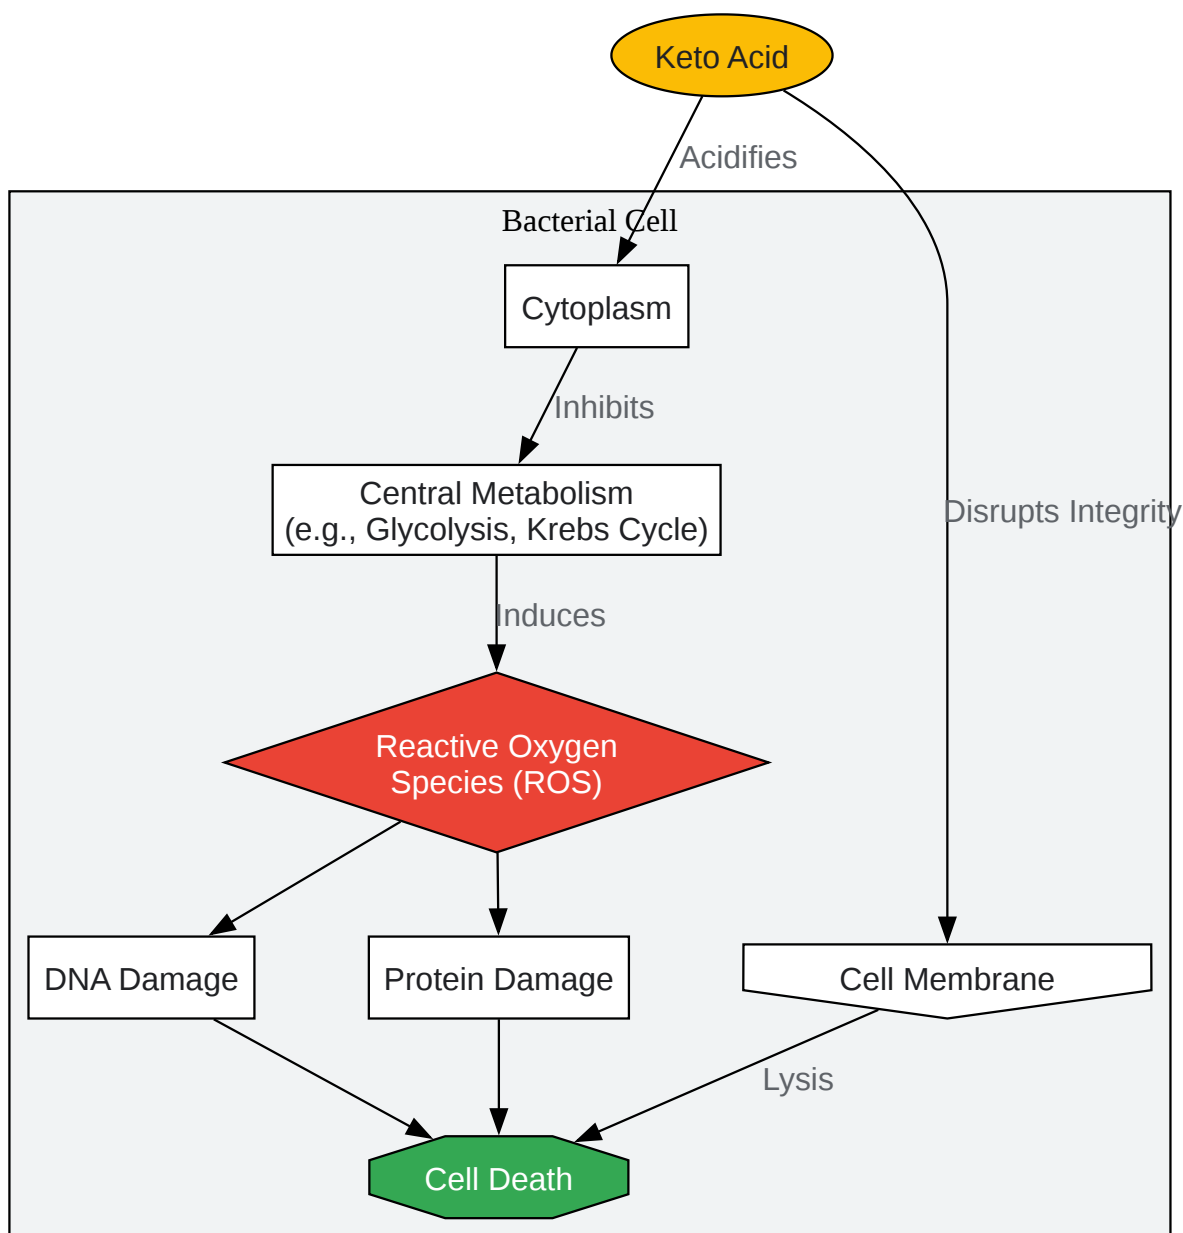 Keto Acid
Acidifies
Bacterial Cell
Cytoplasm
Inhibits
Central Metabolism
(e.g., Glycolysis, Krebs Cycle)
Disrupts Integrity
Induces
Reactive Oxygen
Species (ROS)
DNA Damage
Protein Damage
Cell Membrane
Lysis
Cell Death